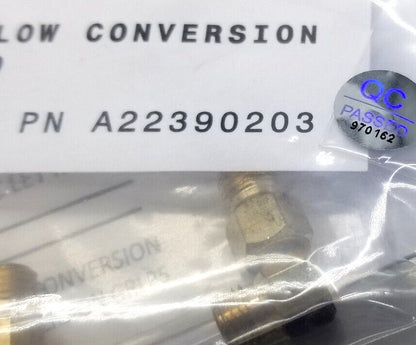 LOW CONVERSION
PN A22390203
QC
PASSED
970162
CONVERSION